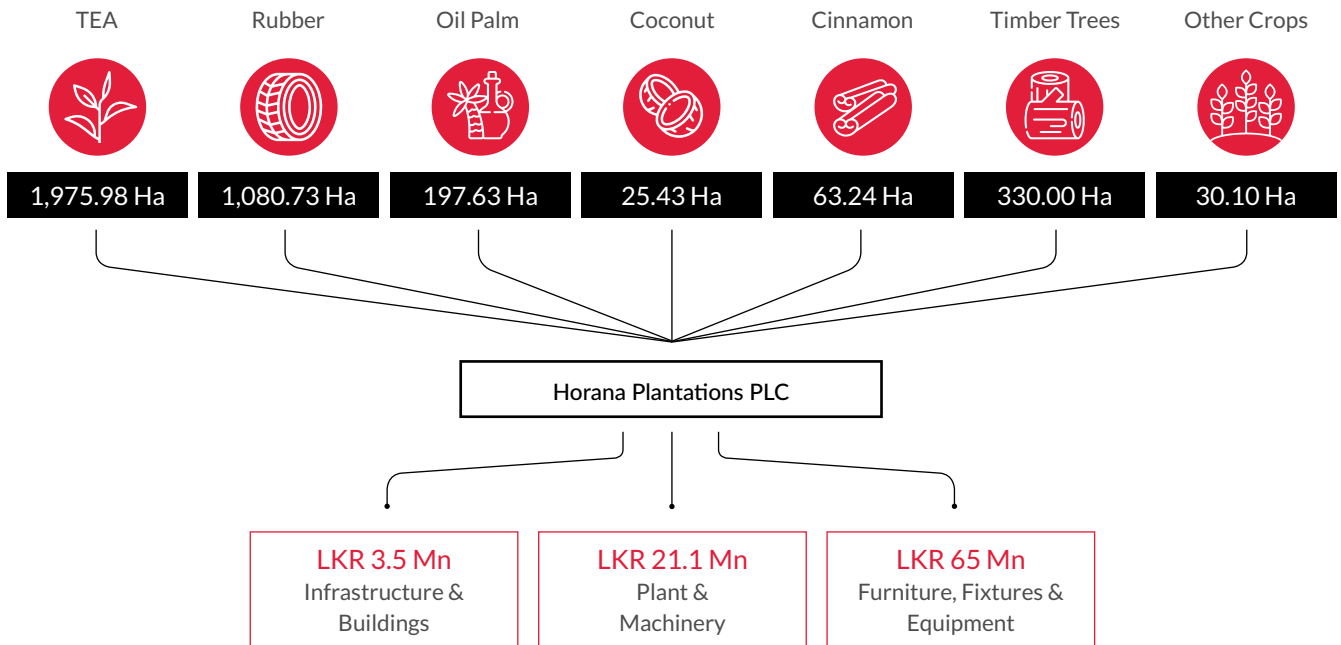 TEA
Rubber
Oil Palm
Coconut
Cinnamon
Timber Trees
Other Crops
1,975.98 Ha
1,080.73 Ha
197.63 Ha
25.43 Ha
63.24 Ha
330.00 Ha
30.10 Ha
Horana Plantations PLC
LKR 3.5 Mn
Infrastructure &
Buildings
LKR 21.1 Mn
Plant &
Machinery
LKR 65 Mn
Furniture, Fixtures &
Equipment